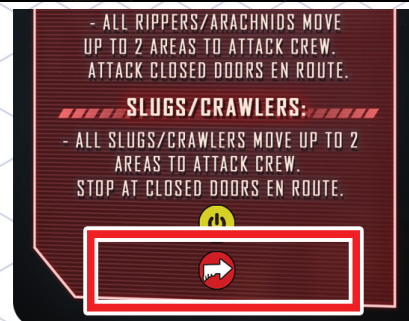 - ALL RIPPERS/ARACHNIDS MOVE
UP TO 2 AREAS TO ATTACK CREW.
ATTACK CLOSED DOORS EN ROUTE.
SLUGS/CRAWLERS:
- ALL SLUGS/CRAWLERS MOVE UP TO 2
AREAS TO ATTACK CREW.
STOP AT CLOSED DOORS EN ROUTE.